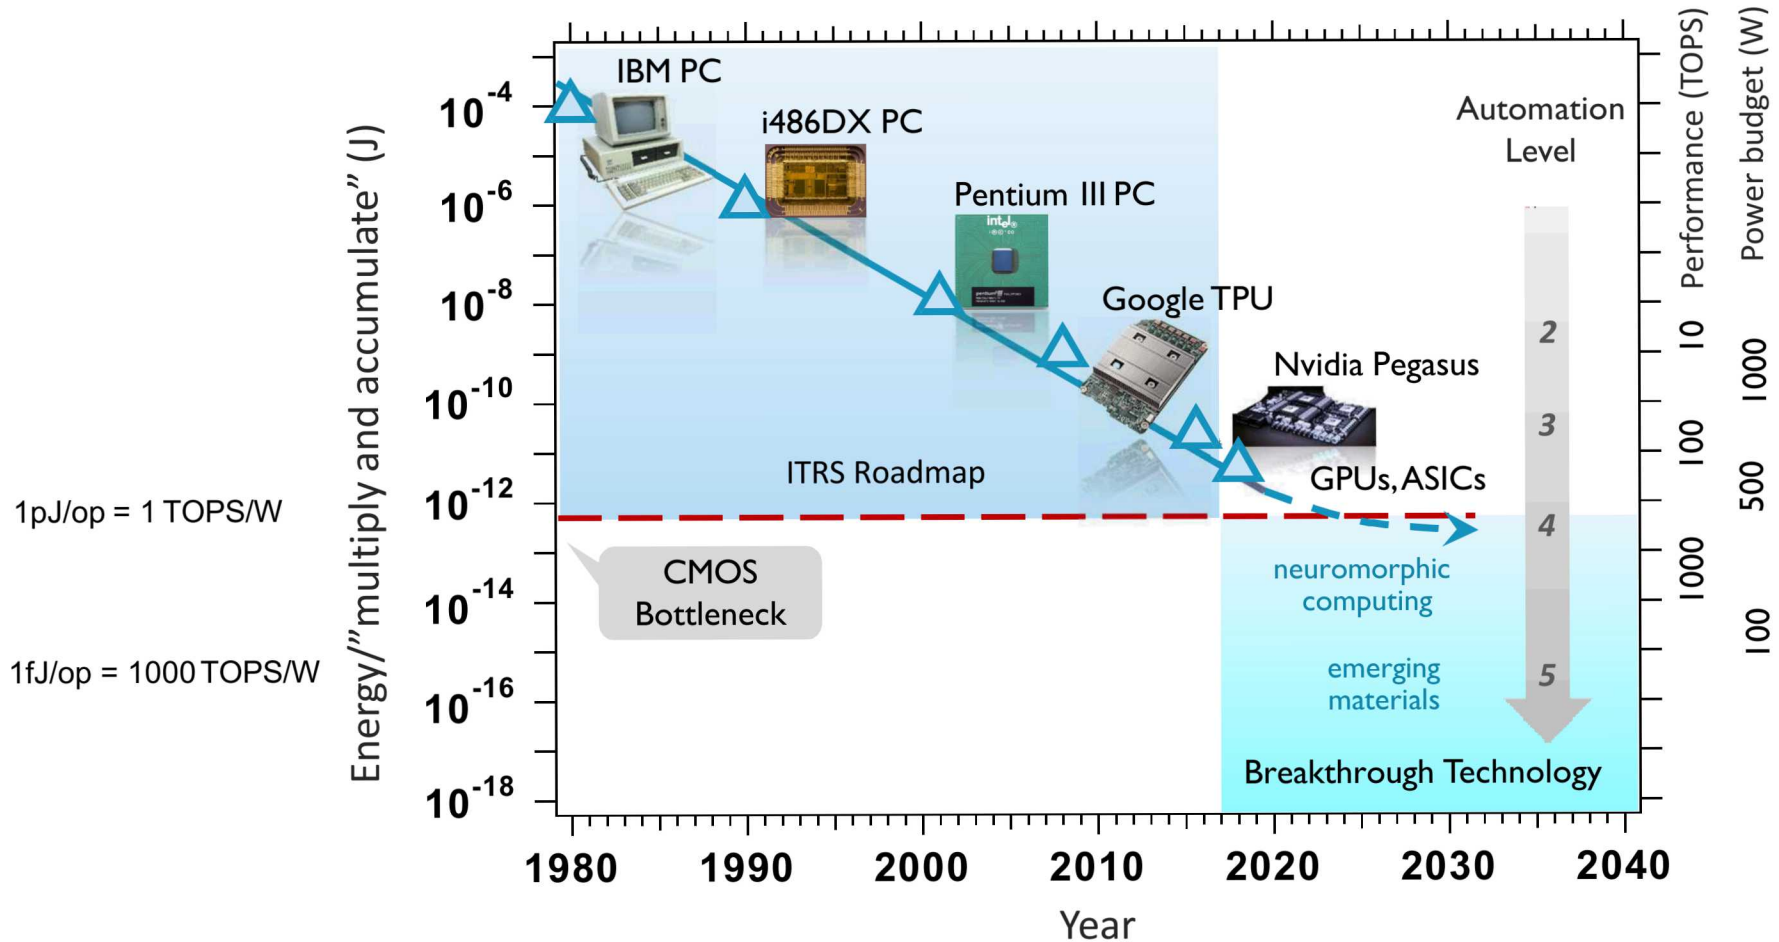 IBM PC
i486DX PC
Pentium III PC
intel®
Google TPU
Nvidia Pegasus
GPUs, ASICs
Automation
Level
2
3
4
5
ITRS Roadmap
CMOS
Bottleneck
neuromorphic
computing
emerging
materials
Breakthrough Technology
1pJ/op = 1 TOPS/W
1fJ/op = 1000 TOPS/W
Energy/”multiply and accumulate” (J)
10⁻⁴
10⁻⁶
10⁻⁸
10⁻¹⁰
10⁻¹²
10⁻¹⁴
10⁻¹⁶
10⁻¹⁸
1980 1990 2000 2010 2020 2030 2040
Year
Performance (TOPS)
10
100
1000
Power budget (W)
1000
500
100